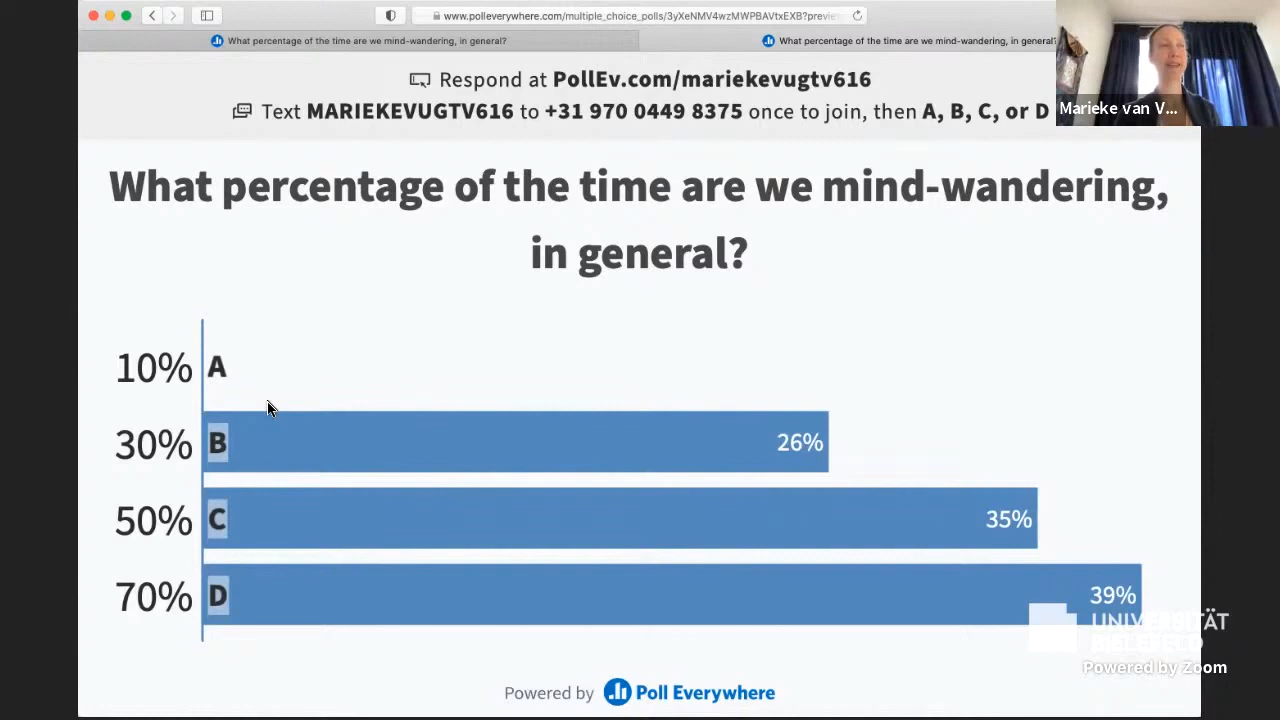 www.polleverywhere.com/multiple_choice_polls/3yXeNMV4wzMWPBAVtxEXB?previe
What percentage of the time are we mind-wandering, in general?
What percentage of the time are we mind-wandering, in general?
Respond at PollEv.com/mariekevugtv616
Text MARIEKEVUGTV616 to +31 970 0449 8375 once to join, then A, B, C, or D
Marieke van V...
What percentage of the time are we mind-wandering,
in general?
10% A
30% B 26%
50% C 35%
70% D 39%
UNIVERSITÄT
BIELEFELD
Powered by Zoom
Powered by Poll Everywhere